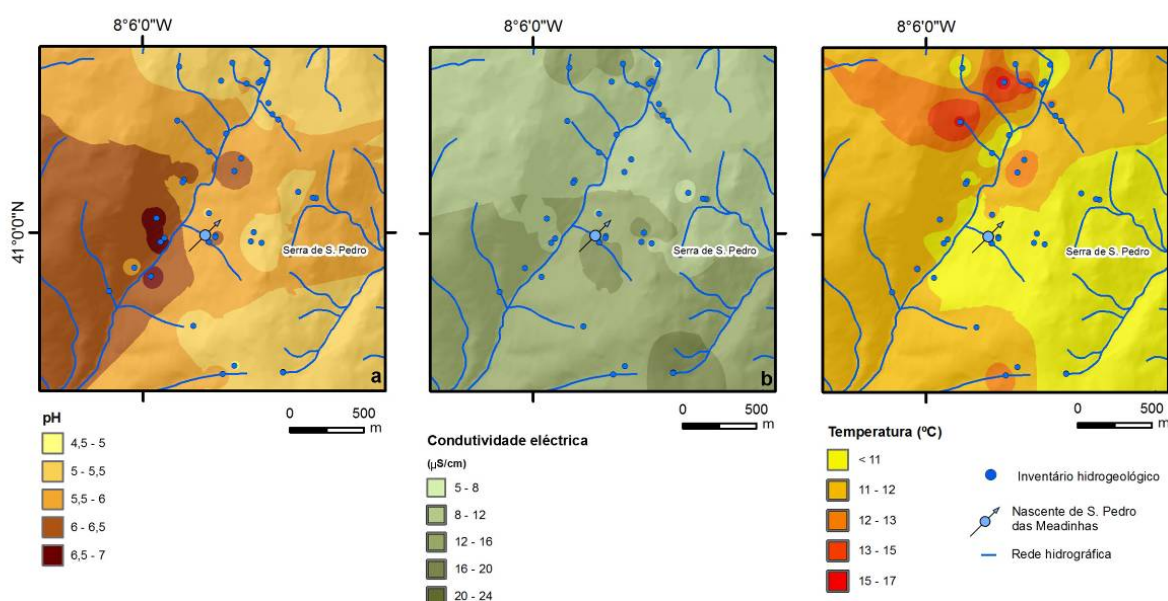 8°6'0"W
8°6'0"W
8°6'0"W
41°0'0"N
Serra de S. Pedro
Serra de S. Pedro
Serra de S. Pedro
a
b
pH
4,5 - 5
5 - 5,5
5,5 - 6
6 - 6,5
6,5 - 7
0 500
m
Condutividade eléctrica
(µS/cm)
5 - 8
8 - 12
12 - 16
16 - 20
20 - 24
0 500
m
Temperatura (ºC)
< 11
11 - 12
12 - 13
13 - 15
15 - 17
0 500
m
Inventário hidrogeológico
Nascente de S. Pedro
das Meadinhas
Rede hidrográfica